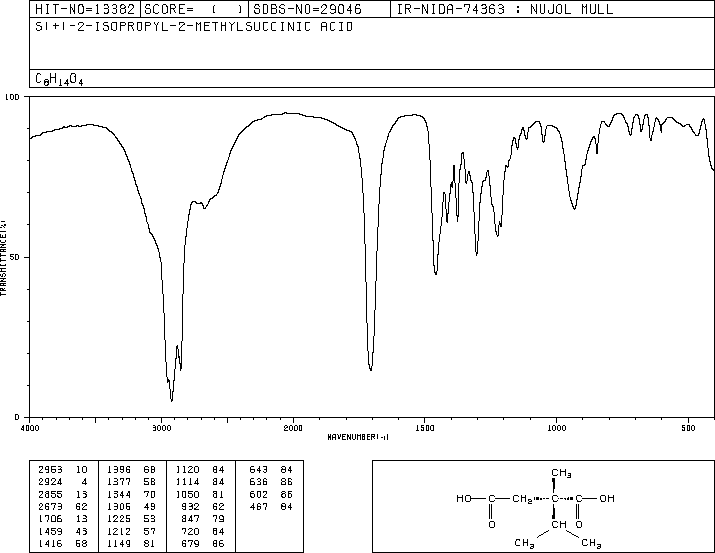 HIT-NO=13382 SCORE= ( ) SDBS-NO=29046 IR-NIDA-74363 : NUJOL MULL
S(+)-2-ISOPROPYL-2-METHYLSUCCINIC ACID
C8H14O4
100
50
0
TRANSMITTANCE(%)
4000 3000 2000 1500 1000 500
WAVENUMBER(-1)
2963 10 1396 68 1120 84 643 84
2924 4 1377 58 1114 84 636 86
2855 13 1344 70 1050 81 602 86
2673 62 1306 49 932 62 467 84
1706 13 1225 53 847 79
1459 43 1212 57 720 84
1416 58 1149 81 679 86
CH3
HO C CH2 C C OH
O CH O
CH3 CH3